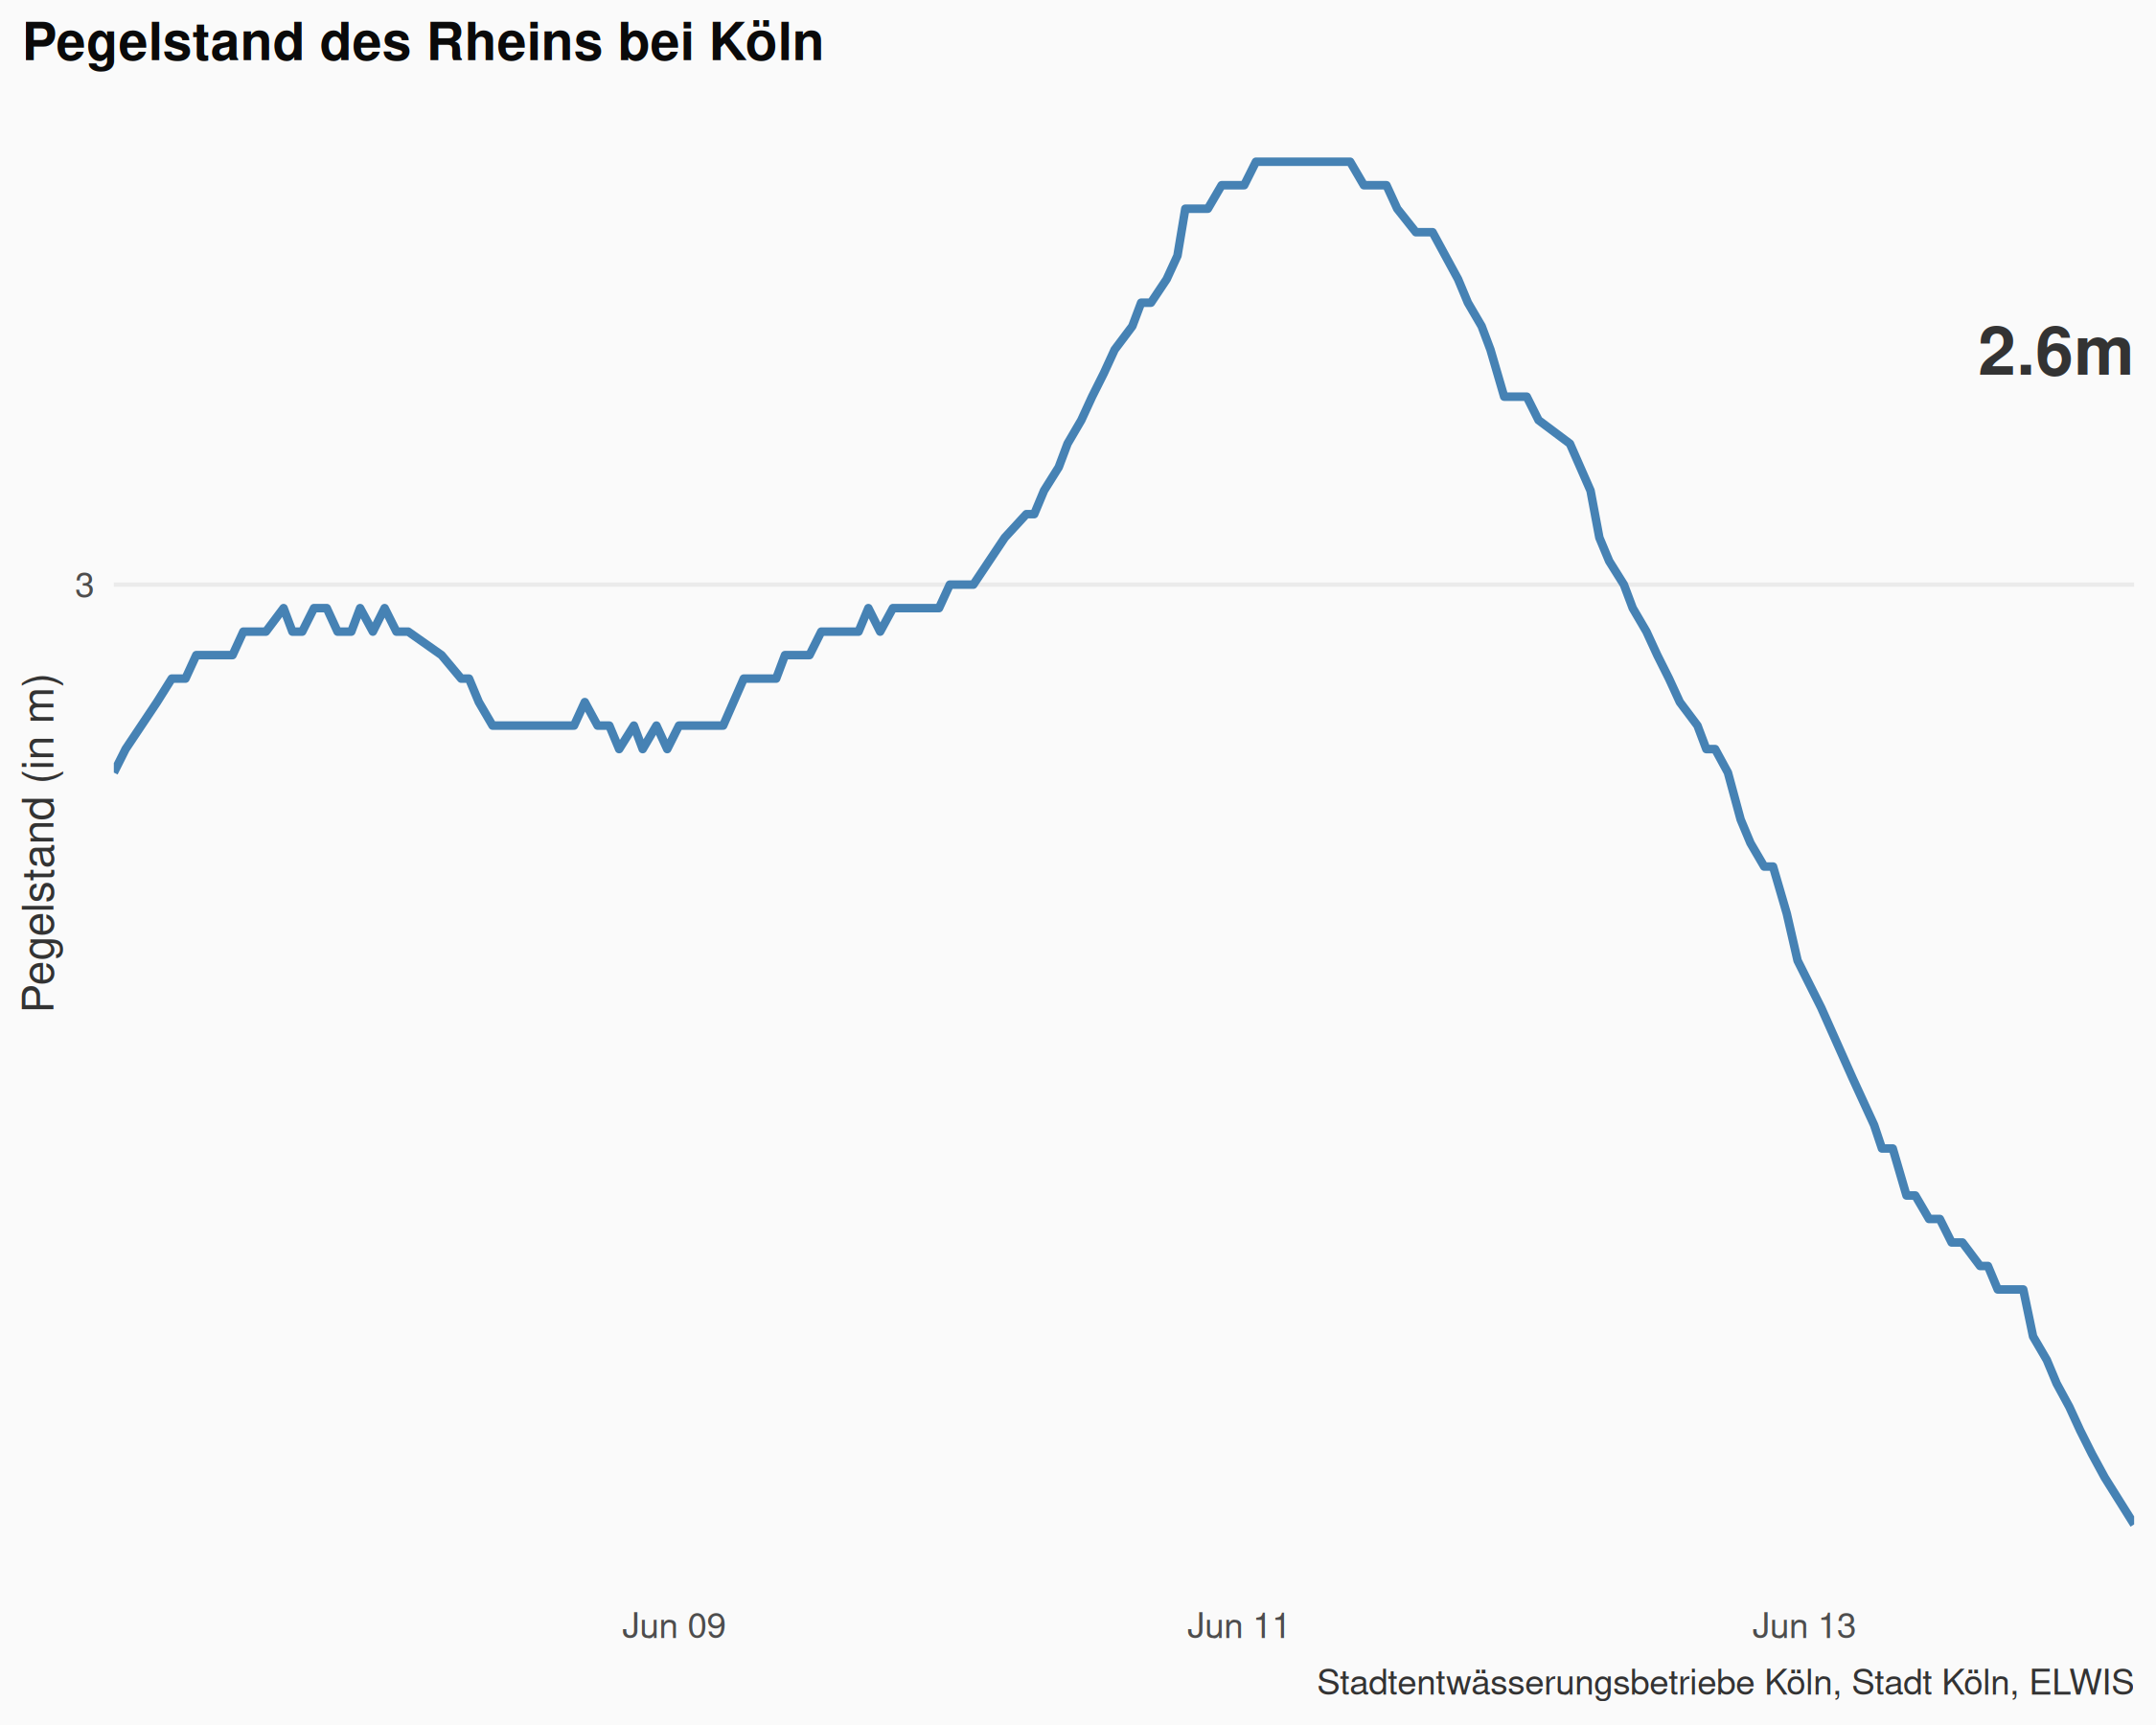 Pegelstand des Rheins bei Köln
2.6m
3
Pegelstand (in m)
Jun 09
Jun 11
Jun 13
Stadtentwässerungsbetriebe Köln, Stadt Köln, ELWIS